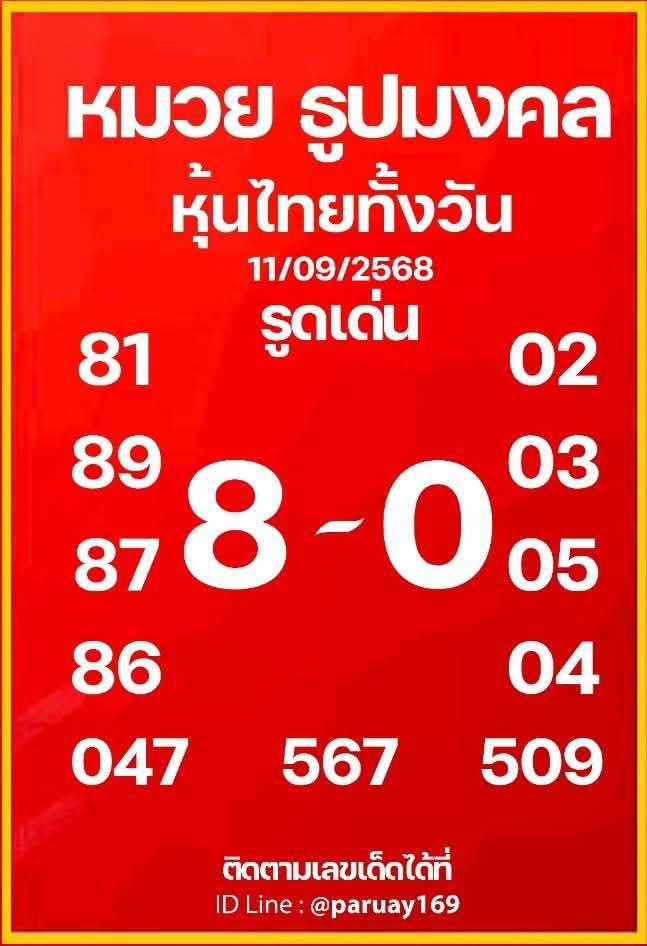 หมวย ธูปมงคล
หุ้นไทยทั้งวัน
11/09/2568
รูดเด่น
81 02
89 03
8 - 0
87 05
86 04
047 567 509
ติดตามเลขเด็ดได้ที่
ID Line : @paruay169